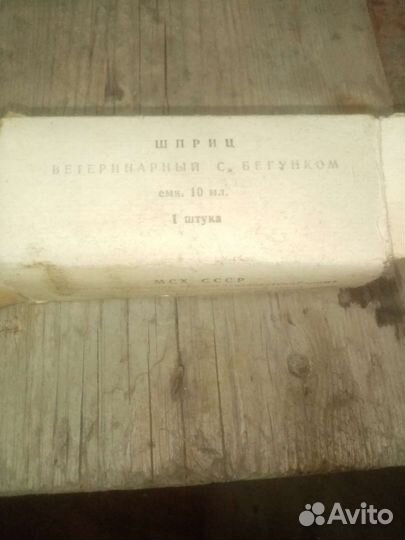 ШПРИЦ
ВЕТЕРИНАРНЫЙ С БЕГУНКОМ
емк. 10 мл.
1 штука
МСХ СССР
Avito